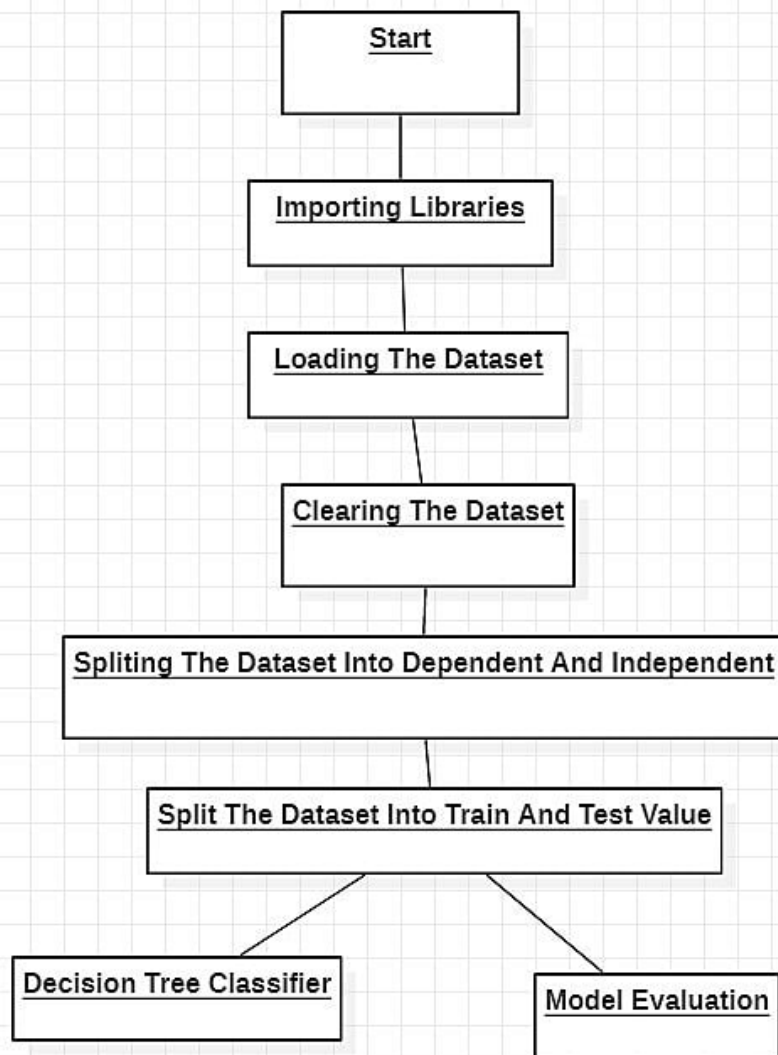 Start
Importing Libraries
Loading The Dataset
Clearing The Dataset
Spliting The Dataset Into Dependent And Independent
Split The Dataset Into Train And Test Value
Decision Tree Classifier
Model Evaluation